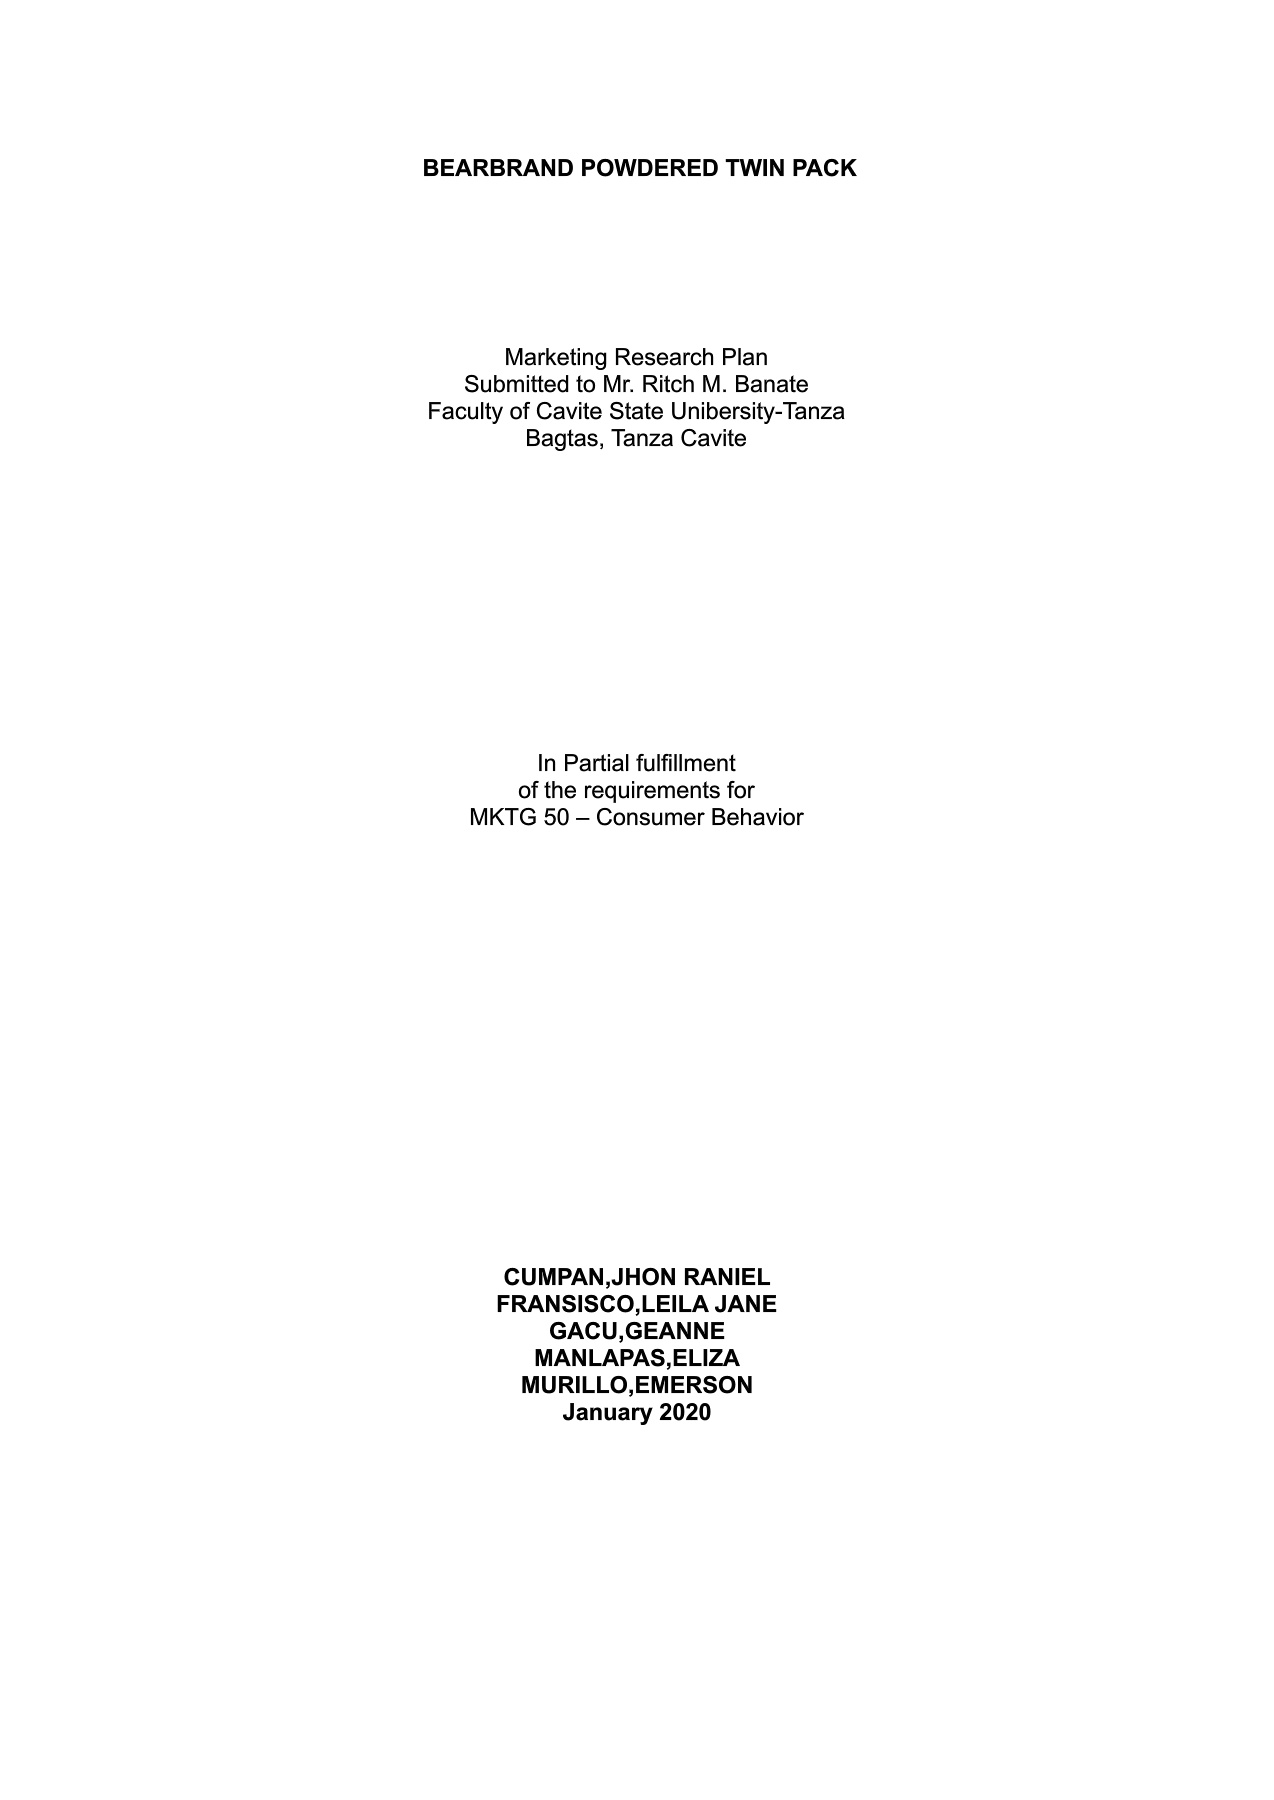 BEARBRAND POWDERED TWIN PACK
Marketing Research Plan
Submitted to Mr. Ritch M. Banate
Faculty of Cavite State Unibersity-Tanza
Bagtas, Tanza Cavite
In Partial fulfillment
of the requirements for
MKTG 50 – Consumer Behavior
CUMPAN,JHON RANIEL
FRANSISCO,LEILA JANE
GACU,GEANNE
MANLAPAS,ELIZA
MURILLO,EMERSON
January 2020